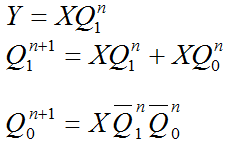 Y = XQ₁ⁿ
Q₁ⁿ⁺¹ = XQ₁ⁿ + XQ₀ⁿ
Q₀ⁿ⁺¹ = XQ̅₁ⁿQ̅₀ⁿ